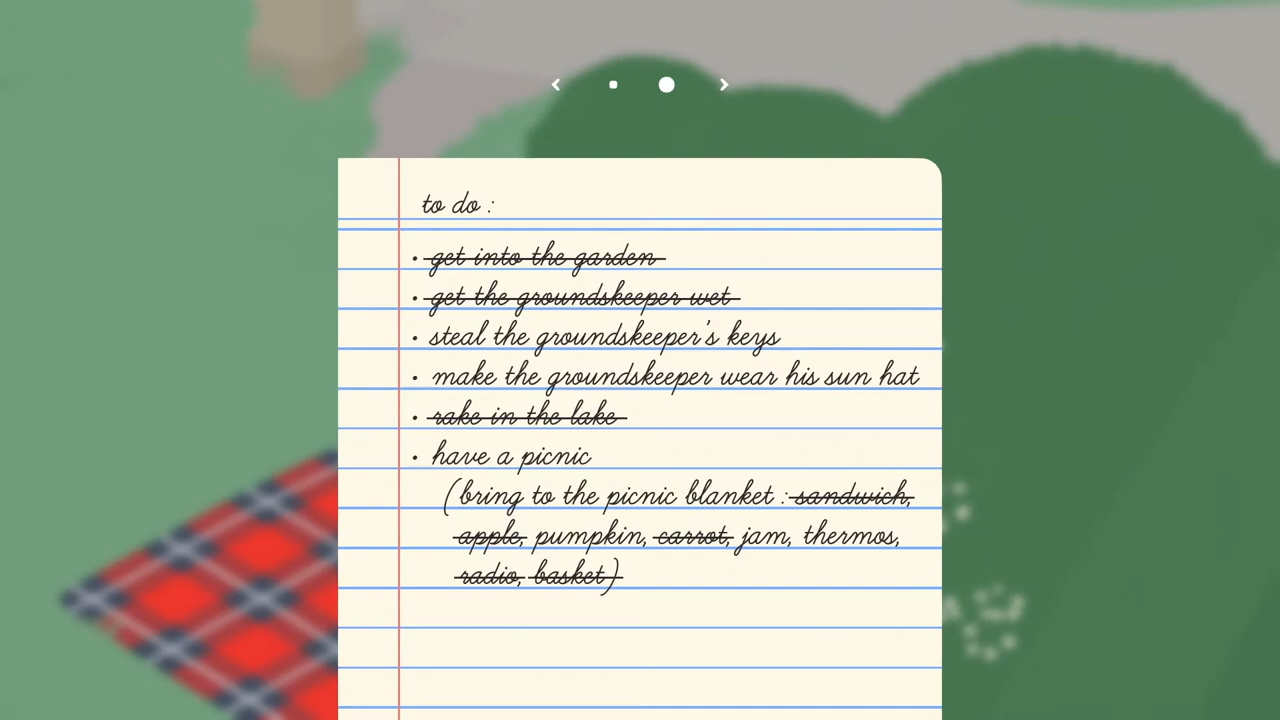 to do :
• get into the garden
• get the groundskeeper wet
• steal the groundskeeper's keys
• make the groundskeeper wear his sun hat
• rake in the lake
• have a picnic
(bring to the picnic blanket : sandwich,
apple, pumpkin, carrot, jam, thermos,
radio, basket)